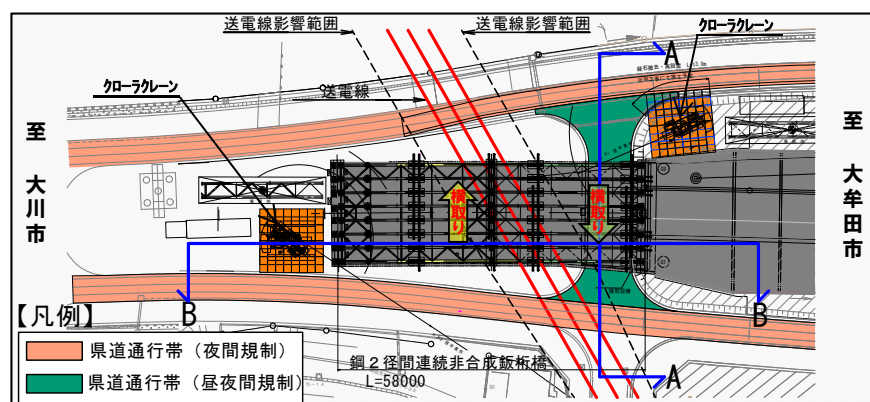 送電線影響範囲
送電線影響範囲
クローラクレーン
クローラクレーン
送電線
A
至 大川市
至 大牟田市
横取り
横取り
B
B
A
【凡例】
県道通行帯（夜間規制）
県道通行帯（昼夜間規制）
鋼２径間連続非合成鈑桁橋
L=58000